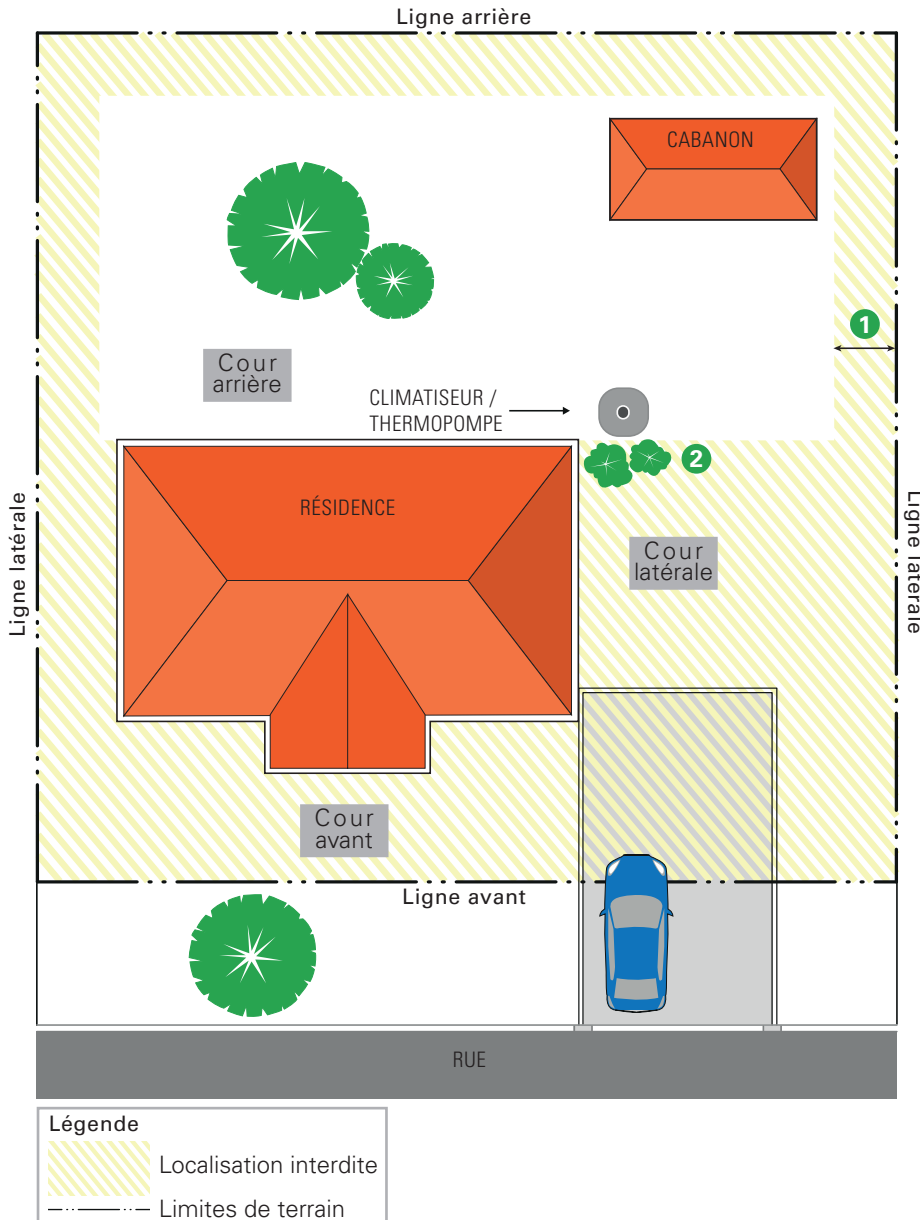 Ligne arrière
CABANON
1
Cour
arrière
CLIMATISEUR /
THERMOPOMPE
2
RÉSIDENCE
Cour
latérale
Ligne latérale
Ligne latérale
Cour
avant
Ligne avant
RUE
Légende
Localisation interdite
Limites de terrain